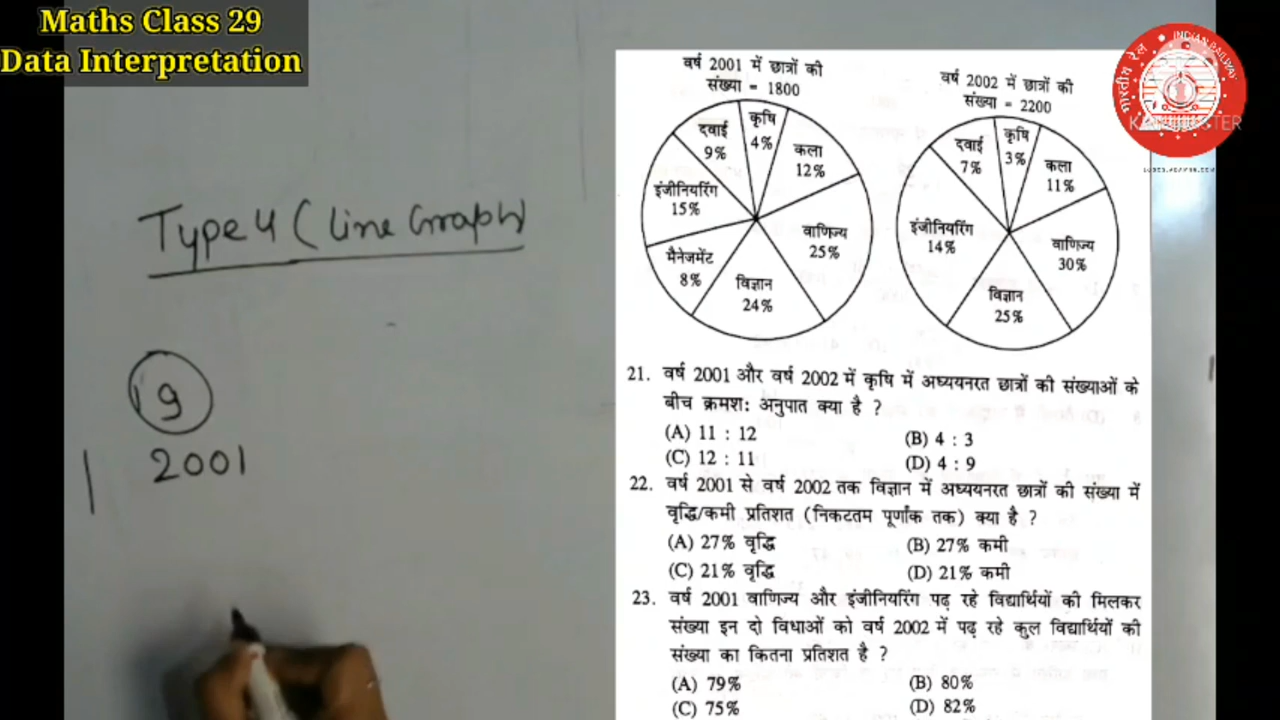 Maths Class 29
Data Interpretation
Type 4 (Line Graph)
19
2001
वर्ष 2001 में छात्रों की
संख्या = 1800
दवाई
9%
कृषि
4%
कला
12%
इंजीनियरिंग
15%
वाणिज्य
25%
मैनेजमेंट
8%
विज्ञान
24%
वर्ष 2002 में छात्रों की
संख्या = 2200
दवाई
7%
कृषि
3%
कला
11%
इंजीनियरिंग
14%
वाणिज्य
30%
विज्ञान
25%
21. वर्ष 2001 और वर्ष 2002 में कृषि में अध्ययनरत छात्रों की संख्याओं के
बीच क्रमशः अनुपात क्या है ?
(A) 11 : 12 (B) 4 : 3
(C) 12 : 11 (D) 4 : 9
22. वर्ष 2001 से वर्ष 2002 तक विज्ञान में अध्ययनरत छात्रों की संख्या में
वृद्धि/कमी प्रतिशत (निकटतम पूर्णांक तक) क्या है ?
(A) 27% वृद्धि (B) 27% कमी
(C) 21% वृद्धि (D) 21% कमी
23. वर्ष 2001 वाणिज्य और इंजीनियरिंग पढ़ रहे विद्यार्थियों की मिलकर
संख्या इन दो विधाओं को वर्ष 2002 में पढ़ रहे कुल विद्यार्थियों की
संख्या का कितना प्रतिशत है ?
(A) 79% (B) 80%
(C) 75% (D) 82%
भारतीय रेल INDIAN RAILWAY